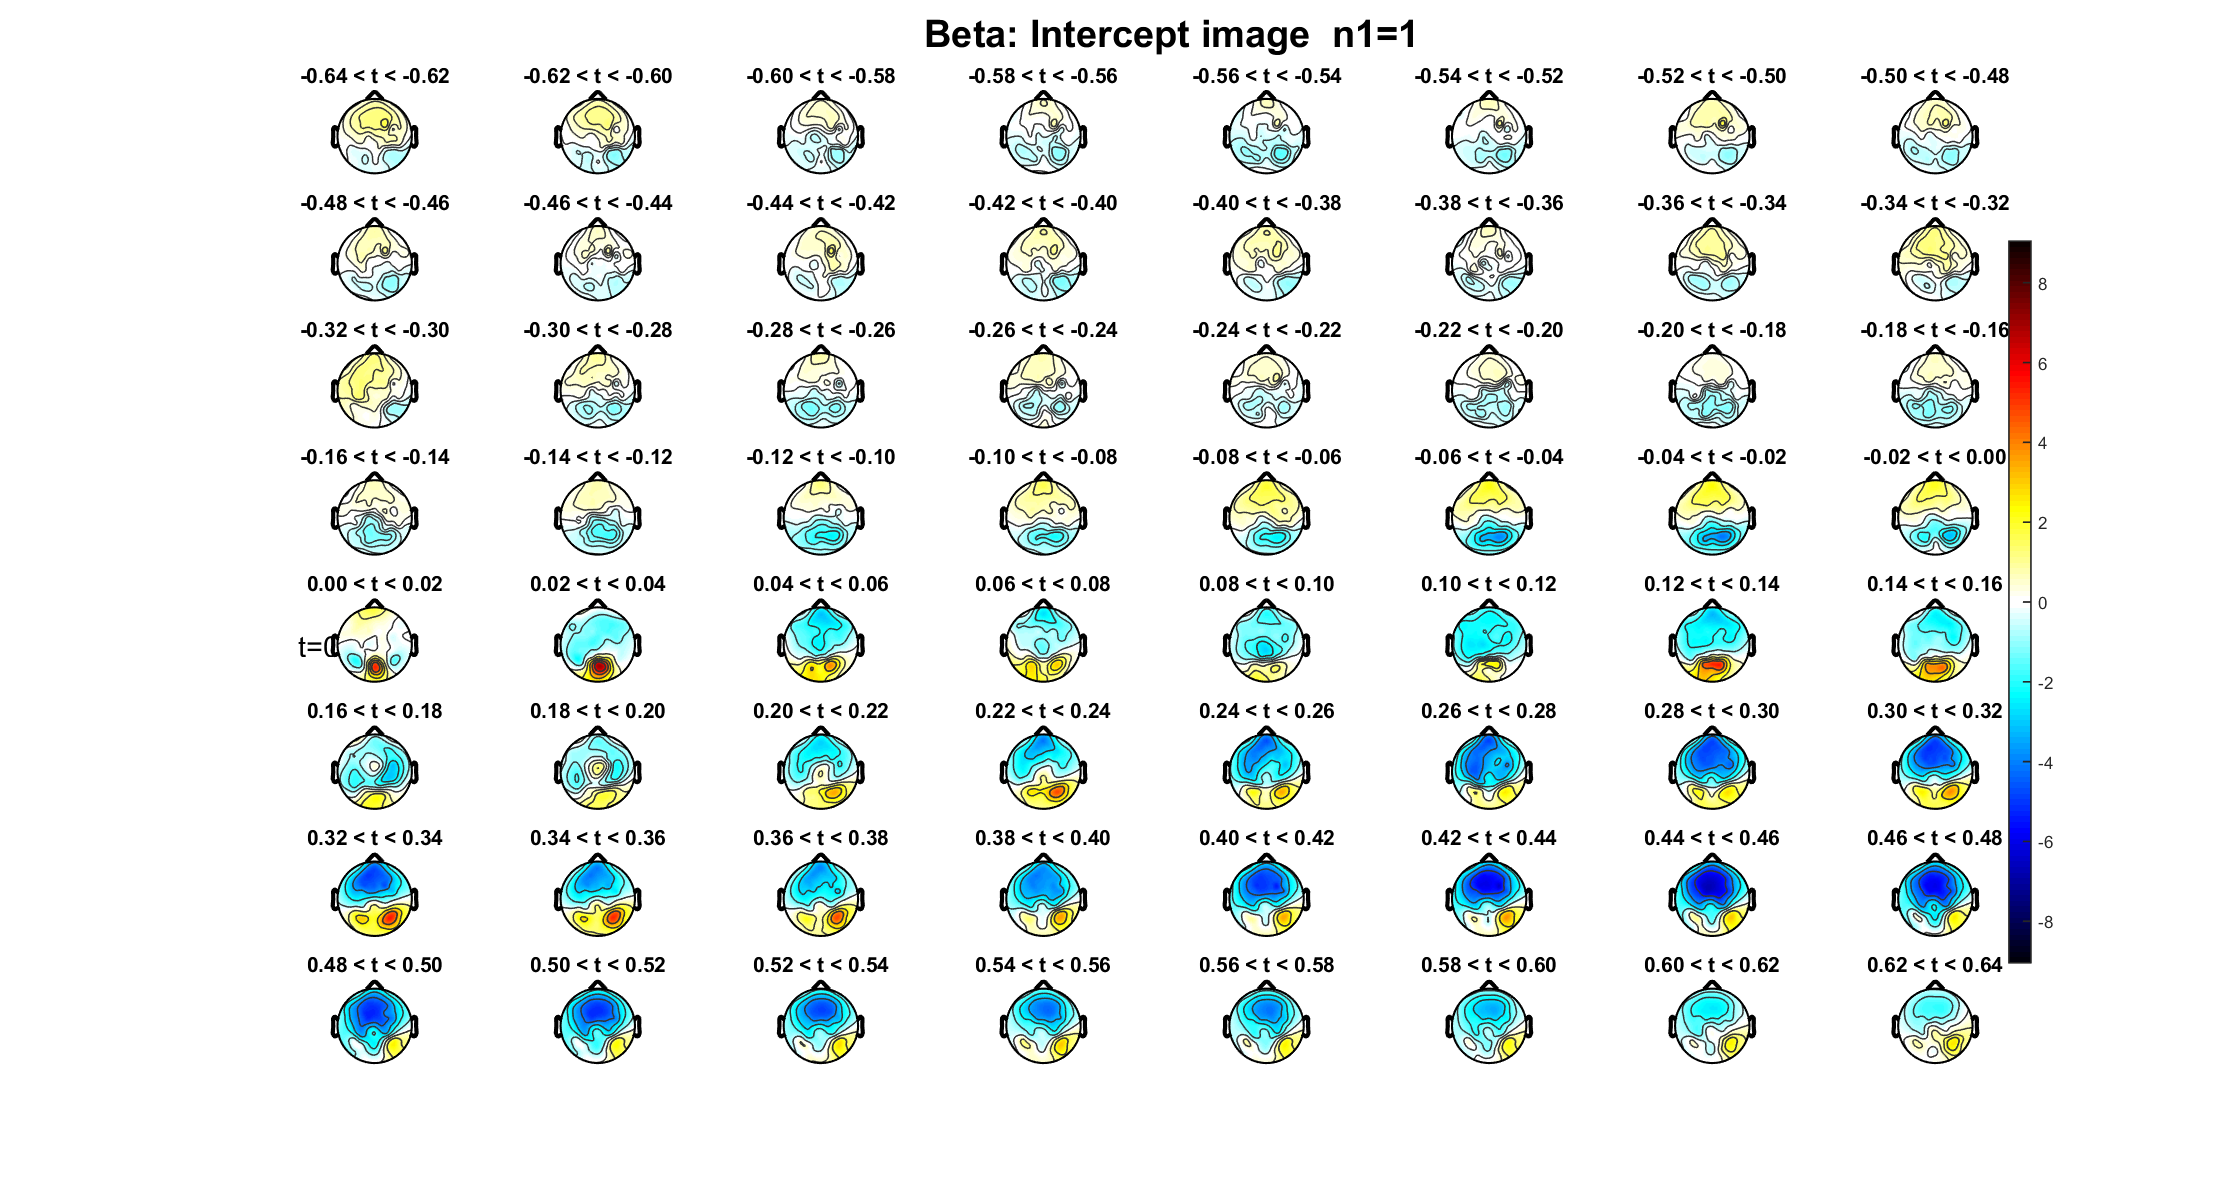 Beta: Intercept image  n1=1
-0.64 < t < -0.62 -0.62 < t < -0.60 -0.60 < t < -0.58 -0.58 < t < -0.56 -0.56 < t < -0.54 -0.54 < t < -0.52 -0.52 < t < -0.50 -0.50 < t < -0.48
-0.48 < t < -0.46 -0.46 < t < -0.44 -0.44 < t < -0.42 -0.42 < t < -0.40 -0.40 < t < -0.38 -0.38 < t < -0.36 -0.36 < t < -0.34 -0.34 < t < -0.32
8
-0.32 < t < -0.30 -0.30 < t < -0.28 -0.28 < t < -0.26 -0.26 < t < -0.24 -0.24 < t < -0.22 -0.22 < t < -0.20 -0.20 < t < -0.18 -0.18 < t < -0.16
6
4
-0.16 < t < -0.14 -0.14 < t < -0.12 -0.12 < t < -0.10 -0.10 < t < -0.08 -0.08 < t < -0.06 -0.06 < t < -0.04 -0.04 < t < -0.02 -0.02 < t < 0.00
2
0.00 < t < 0.02 0.02 < t < 0.04 0.04 < t < 0.06 0.06 < t < 0.08 0.08 < t < 0.10 0.10 < t < 0.12 0.12 < t < 0.14 0.14 < t < 0.16
0
t=0
-2
0.16 < t < 0.18 0.18 < t < 0.20 0.20 < t < 0.22 0.22 < t < 0.24 0.24 < t < 0.26 0.26 < t < 0.28 0.28 < t < 0.30 0.30 < t < 0.32
-4
0.32 < t < 0.34 0.34 < t < 0.36 0.36 < t < 0.38 0.38 < t < 0.40 0.40 < t < 0.42 0.42 < t < 0.44 0.44 < t < 0.46 0.46 < t < 0.48
-6
-8
0.48 < t < 0.50 0.50 < t < 0.52 0.52 < t < 0.54 0.54 < t < 0.56 0.56 < t < 0.58 0.58 < t < 0.60 0.60 < t < 0.62 0.62 < t < 0.64